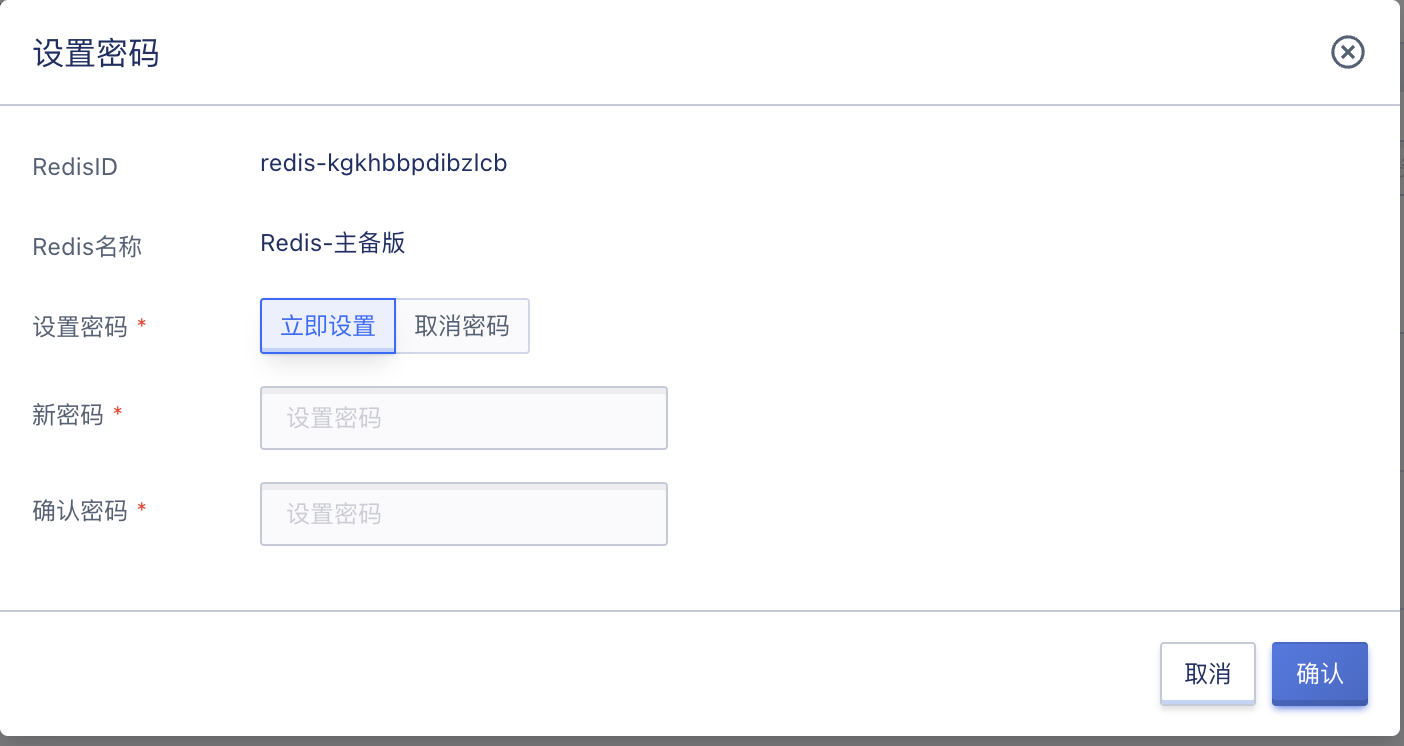 设置密码
RedisID redis-kgkhbbpdibzlcb
Redis名称 Redis-主备版
设置密码 * 立即设置 取消密码
新密码 * 设置密码
确认密码 * 设置密码
取消 确认